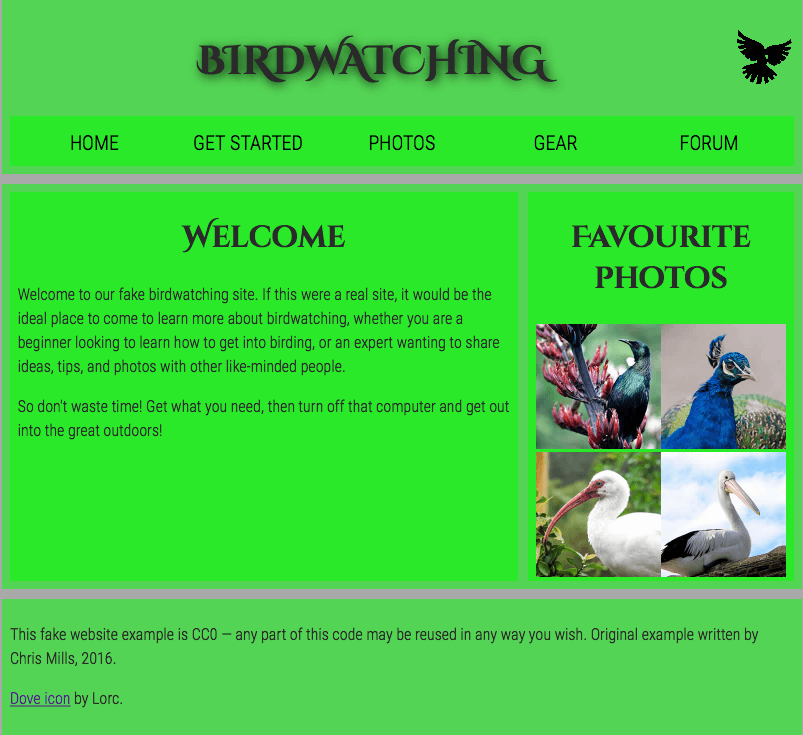 BIRDWATCHING
HOME GET STARTED PHOTOS GEAR FORUM
WELCOME
Welcome to our fake birdwatching site. If this were a real site, it would be the
ideal place to come to learn more about birdwatching, whether you are a
beginner looking to learn how to get into birding, or an expert wanting to share
ideas, tips, and photos with other like-minded people.
So don't waste time! Get what you need, then turn off that computer and get out
into the great outdoors!
FAVOURITE
PHOTOS
This fake website example is CC0 — any part of this code may be reused in any way you wish. Original example written by
Chris Mills, 2016.
Dove icon by Lorc.